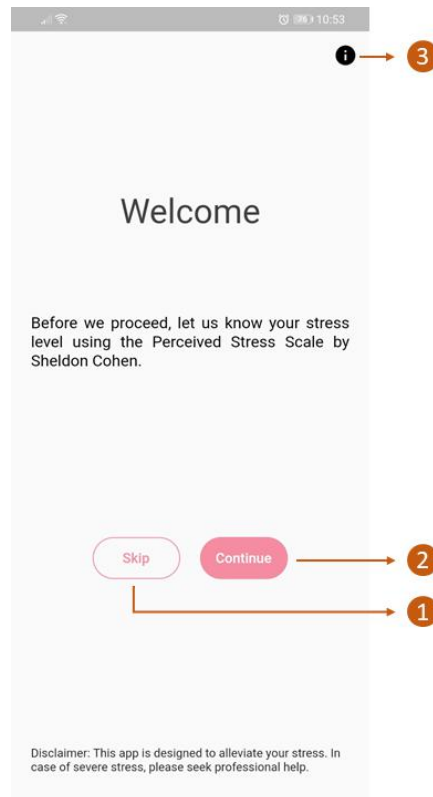 10:53
3
Welcome
Before we proceed, let us know your stress
level using the Perceived Stress Scale by
Sheldon Cohen.
Skip Continue
2
1
Disclaimer: This app is designed to alleviate your stress. In
case of severe stress, please seek professional help.